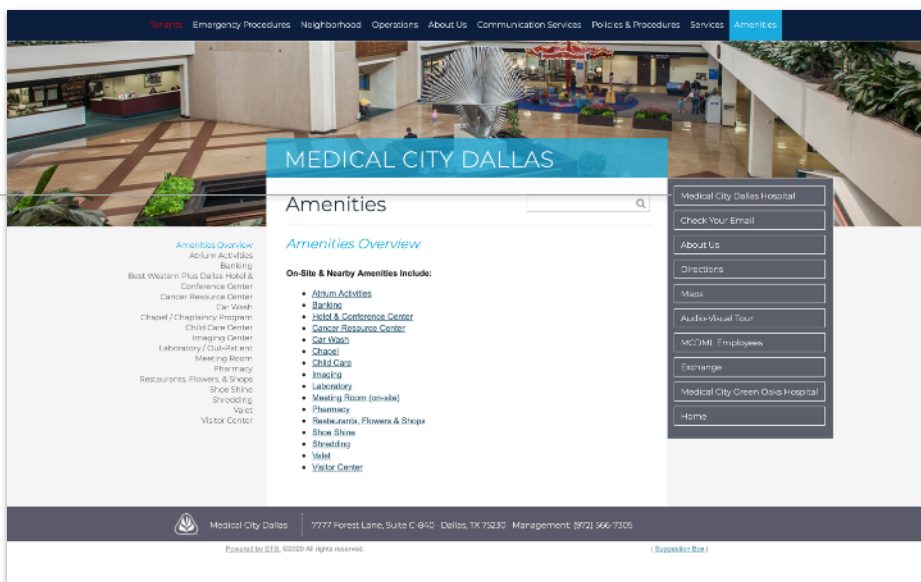 Tenants Emergency Procedures Neighborhood Operations About Us Communication Services Policies & Procedures Services Amenities
MEDICAL CITY DALLAS
Amenities
Amenities Overview
Atrium Activities
Banking
Best Western Plus Dallas Hotel &
Conference Center
Cancer Resource Center
Car Wash
Chapel / Chaplaincy Program
Child Care Center
Imaging Center
Laboratory / Out-Patient
Meeting Room
Pharmacy
Restaurants, Flowers, & Shops
Shoe Shine
Shredding
Valet
Visitor Center
Amenities Overview
On-Site & Nearby Amenities Include:
• Atrium Activities
• Banking
• Hotel & Conference Center
• Cancer Resource Center
• Car Wash
• Chapel
• Child Care
• Imaging
• Laboratory
• Meeting Room (on-site)
• Pharmacy
• Restaurants, Flowers & Shops
• Shoe Shine
• Shredding
• Valet
• Visitor Center
Medical City Dallas Hospital
Check Your Email
About Us
Directions
Maps
Audio-Visual Tour
MCDML Employees
Exchange
Medical City Green Oaks Hospital
Home
Medical City Dallas
7777 Forest Lane, Suite C-840 · Dallas, TX 75230 · Management: (972) 566-7305
Powered by ETS. ©2020 All rights reserved.
| Suggestion Box |